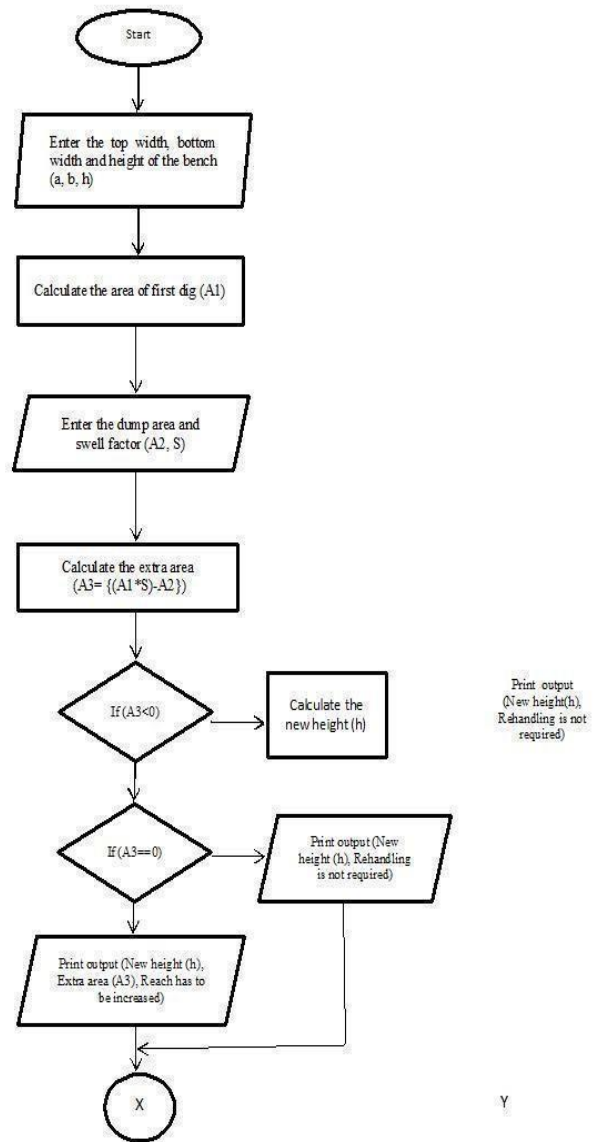 Start
Enter the top width, bottom
width and height of the bench
(a, b, h)
Calculate the area of first dig (A1)
Enter the dump area and
swell factor (A2, S)
Calculate the extra area
(A3= {(A1*S)-A2})
If (A3<0)
Calculate the
new height (h)
Print output
(New height(h),
Rehandling is not
required)
If (A3==0)
Print output (New
height (h), Rehandling
is not required)
Print output (New height (h),
Extra area (A3), Reach has to
be increased)
X
Y